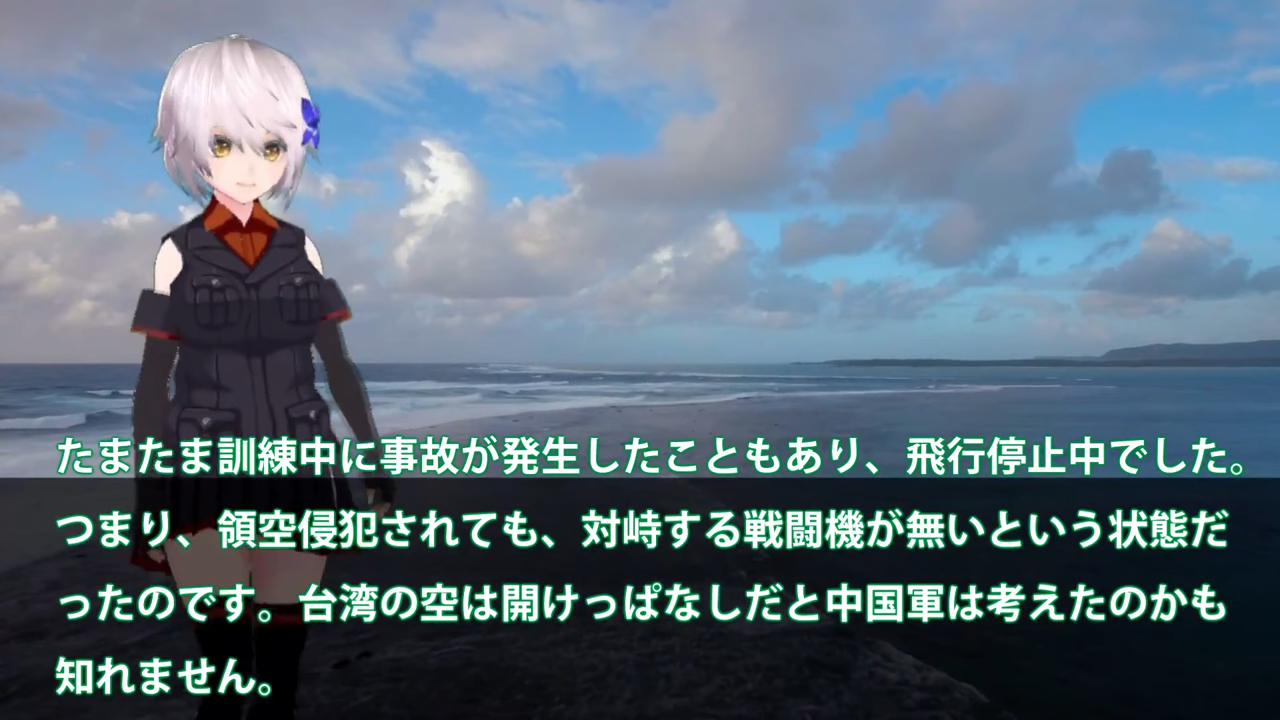 たまたま訓練中に事故が発生したこともあり、飛行停止中でした。
つまり、領空侵犯されても、対峙する戦闘機が無いという状態だ
ったのです。台湾の空は開けっぱなしだと中国軍は考えたのかも
知れません。